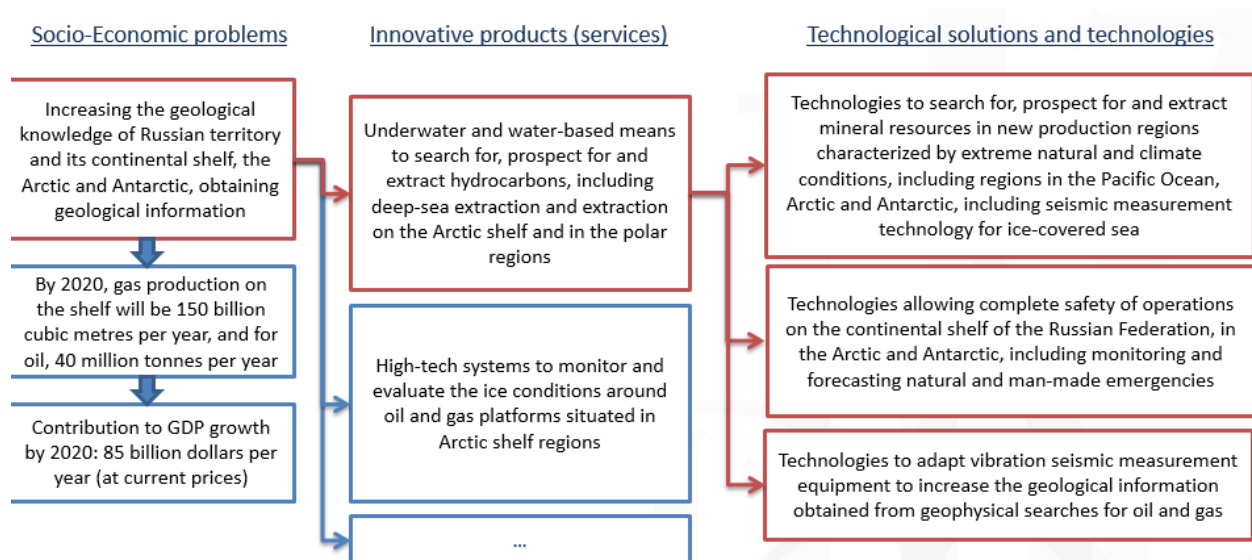 Socio-Economic problems
Innovative products (services)
Technological solutions and technologies
Increasing the geological
knowledge of Russian territory
and its continental shelf, the
Arctic and Antarctic, obtaining
geological information
By 2020, gas production on
the shelf will be 150 billion
cubic metres per year, and for
oil, 40 million tonnes per year
Contribution to GDP growth
by 2020: 85 billion dollars per
year (at current prices)
Underwater and water-based means
to search for, prospect for and
extract hydrocarbons, including
deep-sea extraction and extraction
on the Arctic shelf and in the polar
regions
High-tech systems to monitor and
evaluate the ice conditions around
oil and gas platforms situated in
Arctic shelf regions
...
Technologies to search for, prospect for and extract
mineral resources in new production regions
characterized by extreme natural and climate
conditions, including regions in the Pacific Ocean,
Arctic and Antarctic, including seismic measurement
technology for ice-covered sea
Technologies allowing complete safety of operations
on the continental shelf of the Russian Federation, in
the Arctic and Antarctic, including monitoring and
forecasting natural and man-made emergencies
Technologies to adapt vibration seismic measurement
equipment to increase the geological information
obtained from geophysical searches for oil and gas